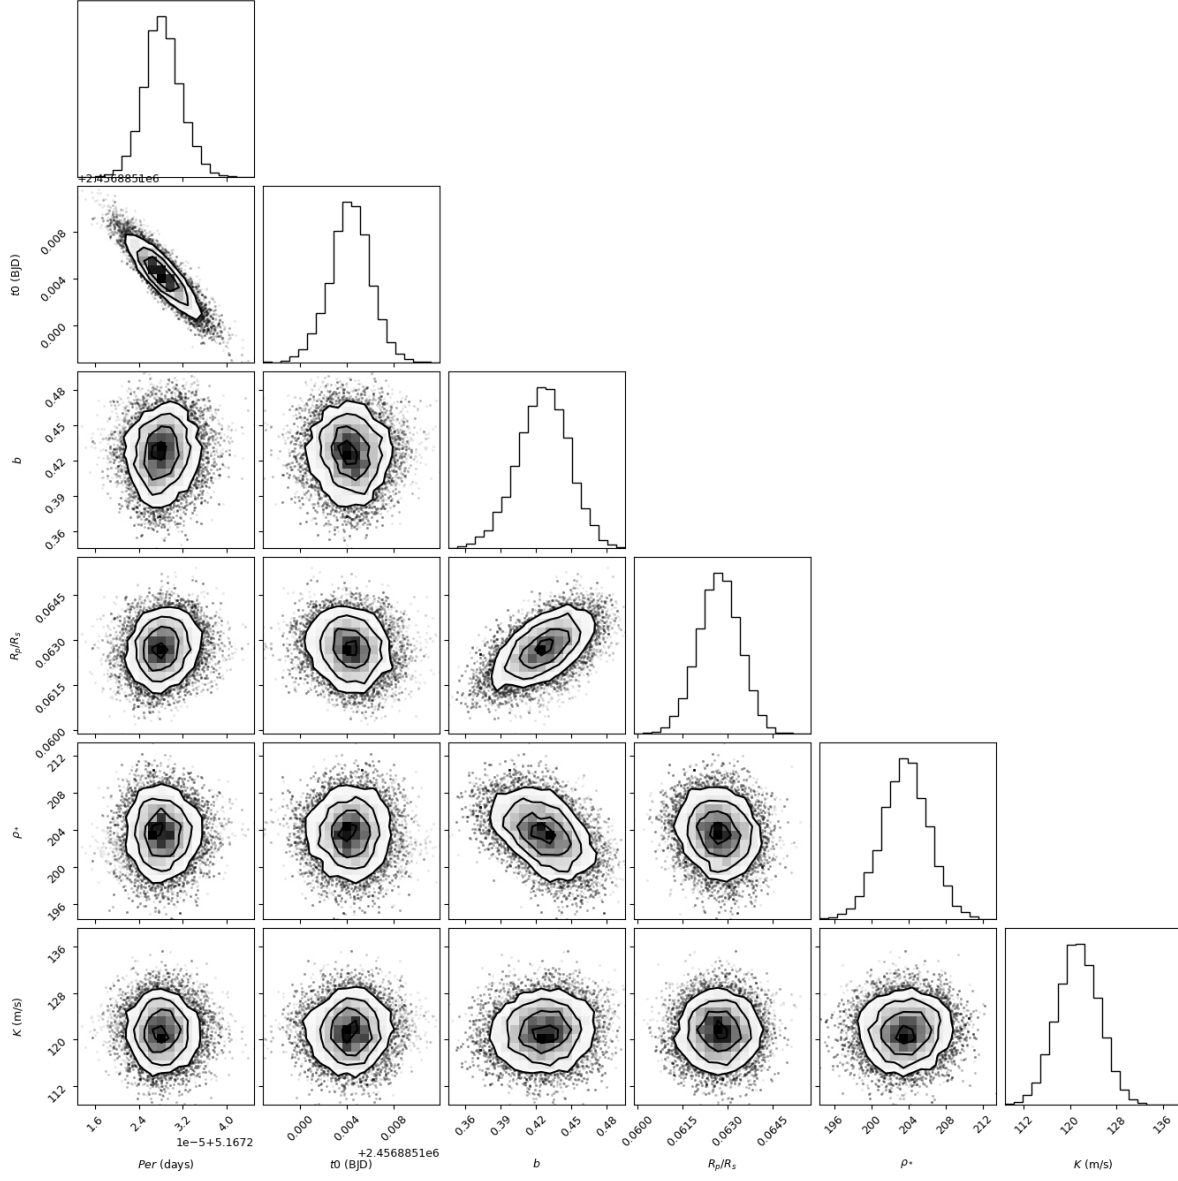 +2.4568851e6
0.008
0.004
0.000
t0 (BJD)
0.48
0.45
0.42
0.39
0.36
b
0.0645
0.0630
0.0615
0.0600
Rp/Rs
212
208
204
200
196
ρ*
136
128
120
112
K (m/s)
1.6 2.4 3.2 4.0 0.000 0.004 0.008 0.36 0.39 0.42 0.45 0.48 0.0600 0.0615 0.0630 0.0645 196 200 204 208 212 112 120 128 136
1e-5+5.1672
+2.4568851e6
Per (days) t0 (BJD) b Rp/Rs ρ* K (m/s)